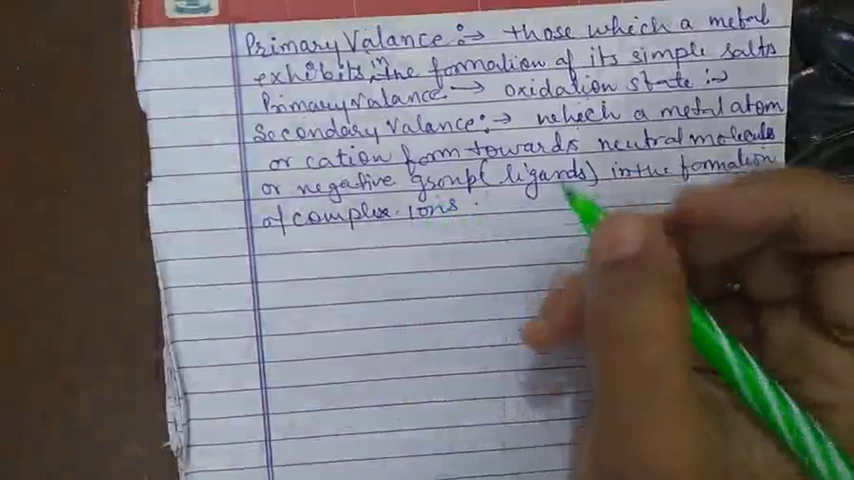 Primary Valance :→ those which a metal
exhibits in the formation of its simple salts
Primary valance. → oxidation state :→
Secondary Valance :→ which a metal atom
or cation form towards neutral molecules
or negative group ( ligands) in the formation
of complex ions.